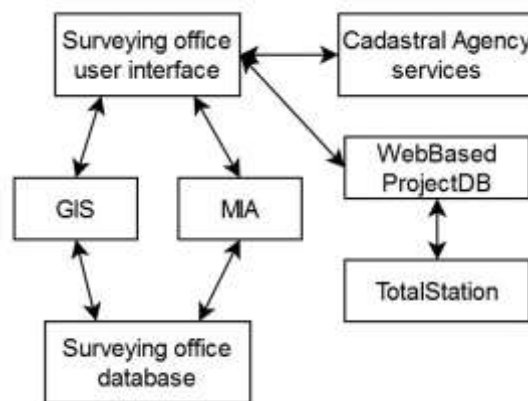 Surveying office
user interface
Cadastral Agency
services
WebBased
ProjectDB
GIS
MIA
TotalStation
Surveying office
database